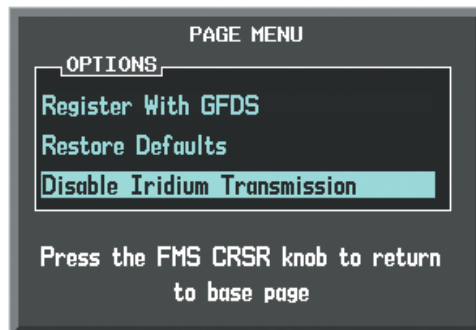 PAGE MENU
OPTIONS
Register With GFDS
Restore Defaults
Disable Iridium Transmission
Press the FMS CRSR knob to return
to base page